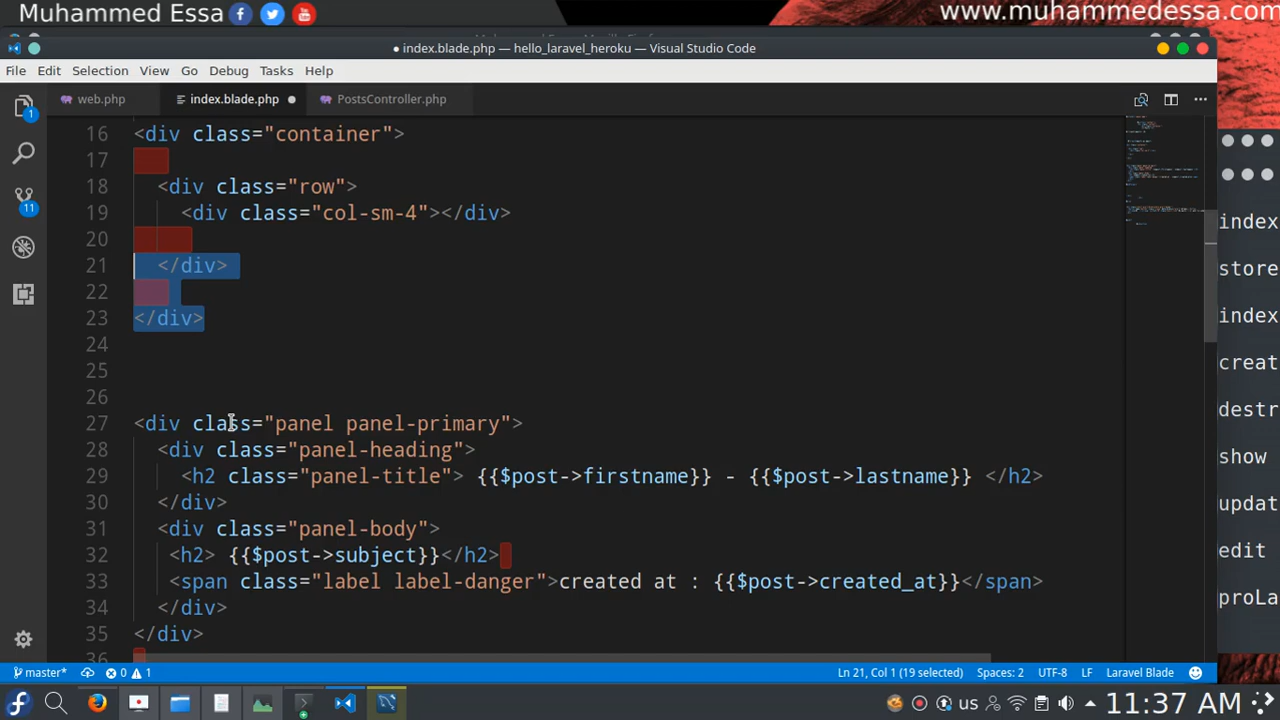 Muhammed Essa
www.muhammedessa.com
● index.blade.php — hello_laravel_heroku — Visual Studio Code
File Edit Selection View Go Debug Tasks Help
web.php index.blade.php ● PostsController.php
16 <div class="container">
17
18 <div class="row">
19 <div class="col-sm-4"></div>
20
21 </div>
22
23 </div>
24
25
26
27 <div class="panel panel-primary">
28 <div class="panel-heading">
29 <h2 class="panel-title"> {{$post->firstname}} - {{$post->lastname}} </h2>
30 </div>
31 <div class="panel-body">
32 <h2> {{$post->subject}}</h2>
33 <span class="label label-danger">created at : {{$post->created_at}}</span>
34 </div>
35 </div>
36
1
11
index
store
index
creat
destr
show
updat
edit
proLa
master* 0 1 Ln 21, Col 1 (19 selected) Spaces: 2 UTF-8 LF Laravel Blade
us 11:37 AM